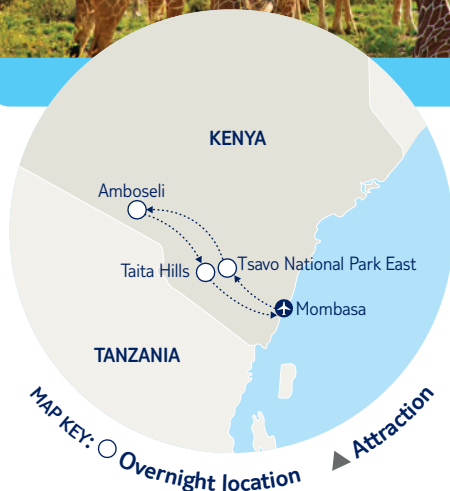 KENYA
Amboseli
Taita Hills
Tsavo National Park East
Mombasa
TANZANIA
MAP KEY:
Overnight location
Attraction